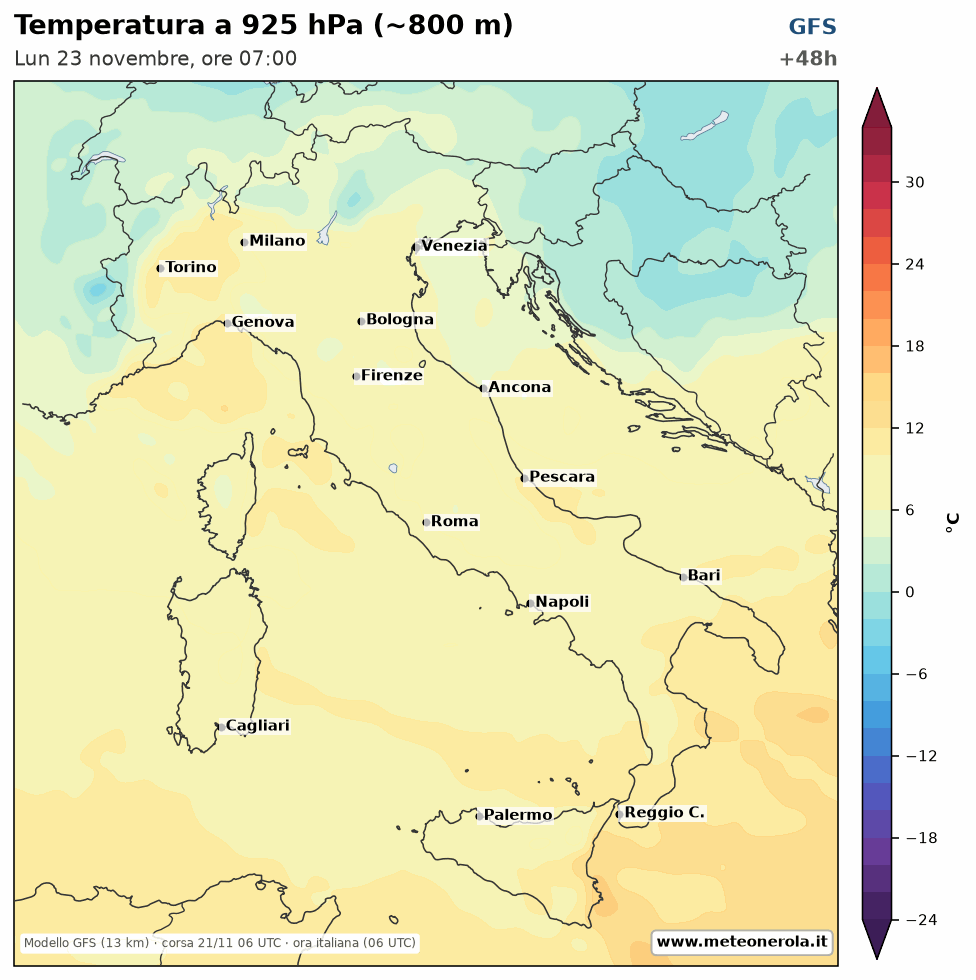 Temperatura a 925 hPa (~800 m)
GFS
Lun 23 novembre, ore 07:00
+48h
Milano
Venezia
Torino
Genova
Bologna
Firenze
Ancona
Pescara
Roma
Bari
Napoli
Cagliari
Palermo
Reggio C.
30
24
18
12
6
0
−6
−12
−18
−24
°C
Modello GFS (13 km) · corsa 21/11 06 UTC · ora italiana (06 UTC)
www.meteonerola.it